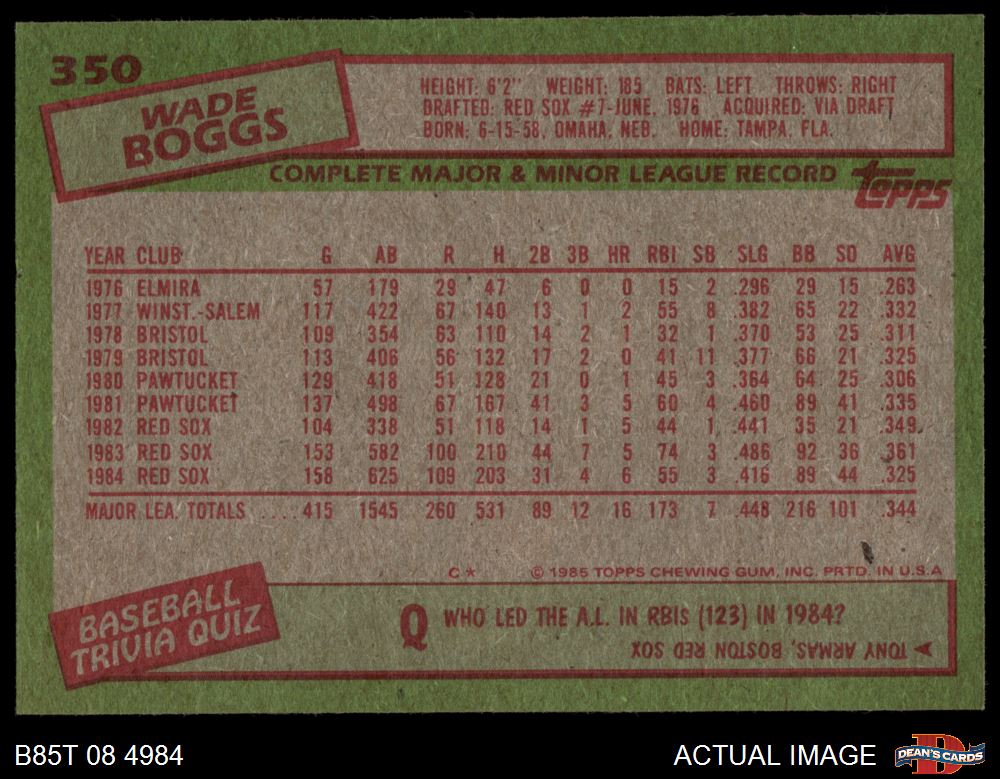 350
WADE
BOGGS
HEIGHT: 6'2" WEIGHT: 185 BATS: LEFT THROWS: RIGHT
DRAFTED: RED SOX #7-JUNE, 1976 ACQUIRED: VIA DRAFT
BORN: 6-15-58, OMAHA, NEB. HOME: TAMPA, FLA.
COMPLETE MAJOR & MINOR LEAGUE RECORD
topps
YEAR CLUB G AB R H 2B 3B HR RBI SB SLG BB SO AVG
1976 ELMIRA 57 179 29 47 6 0 0 15 2 .296 29 15 .263
1977 WINST.-SALEM 117 422 67 140 13 1 2 55 8 .382 65 22 .332
1978 BRISTOL 109 354 63 110 14 2 1 32 1 .370 53 25 .311
1979 BRISTOL 113 406 56 132 17 2 0 41 11 .377 66 21 .325
1980 PAWTUCKET 129 418 51 128 21 0 1 45 3 .364 64 25 .306
1981 PAWTUCKET 137 498 67 167 41 3 5 60 4 .460 89 41 .335
1982 RED SOX 104 338 51 118 14 1 5 44 1 .441 35 21 .349
1983 RED SOX 153 582 100 210 44 7 5 74 3 .486 92 36 .361
1984 RED SOX 158 625 109 203 31 4 6 55 3 .416 89 44 .325
MAJOR LEA. TOTALS .... 415 1545 260 531 89 12 16 173 7 .448 216 101 .344
C* © 1985 TOPPS CHEWING GUM, INC. PRTD. IN U.S.A
BASEBALL
TRIVIA QUIZ
Q WHO LED THE A.L. IN RBIs (123) IN 1984?
TONY ARMAS, BOSTON RED SOX
B85T 08 4984
ACTUAL IMAGE
DEAN'S CARDS